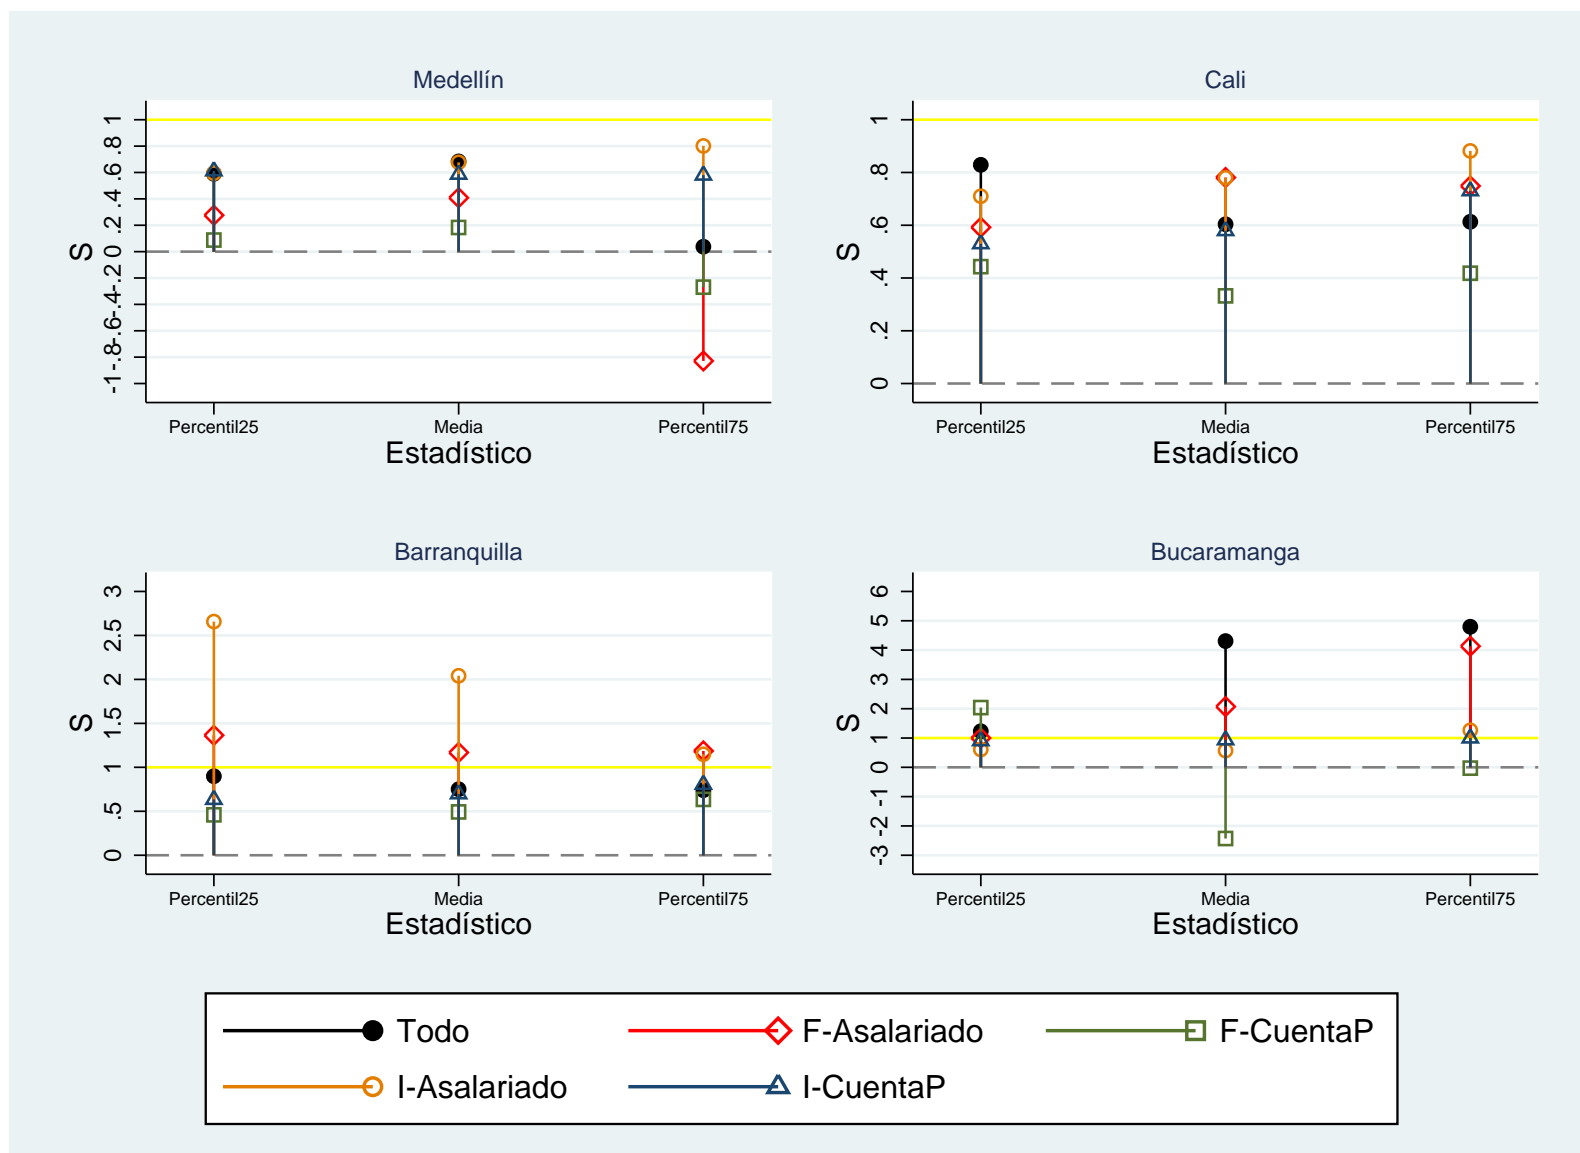 Medellín
S
-1 -.8 -.6 -.4 -.2 0 .2 .4 .6 .8 1
Percentil25 Media Percentil75
Estadístico
Cali
S
0 .2 .4 .6 .8 1
Percentil25 Media Percentil75
Estadístico
Barranquilla
S
0 .5 1 1.5 2 2.5 3
Percentil25 Media Percentil75
Estadístico
Bucaramanga
S
-3 -2 -1 0 1 2 3 4 5 6
Percentil25 Media Percentil75
Estadístico
Todo F-Asalariado F-CuentaP
I-Asalariado I-CuentaP